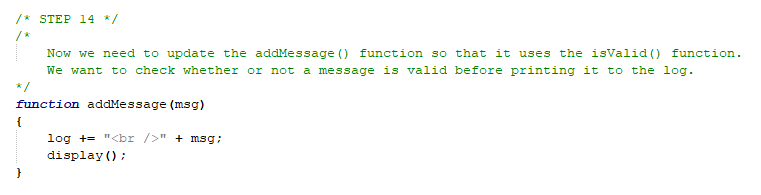 /* STEP 14 */
/*
    Now we need to update the addMessage() function so that it uses the isValid() function.
    We want to check whether or not a message is valid before printing it to the log.
*/
function addMessage(msg)
{
    log += "<br />" + msg;
    display();
}